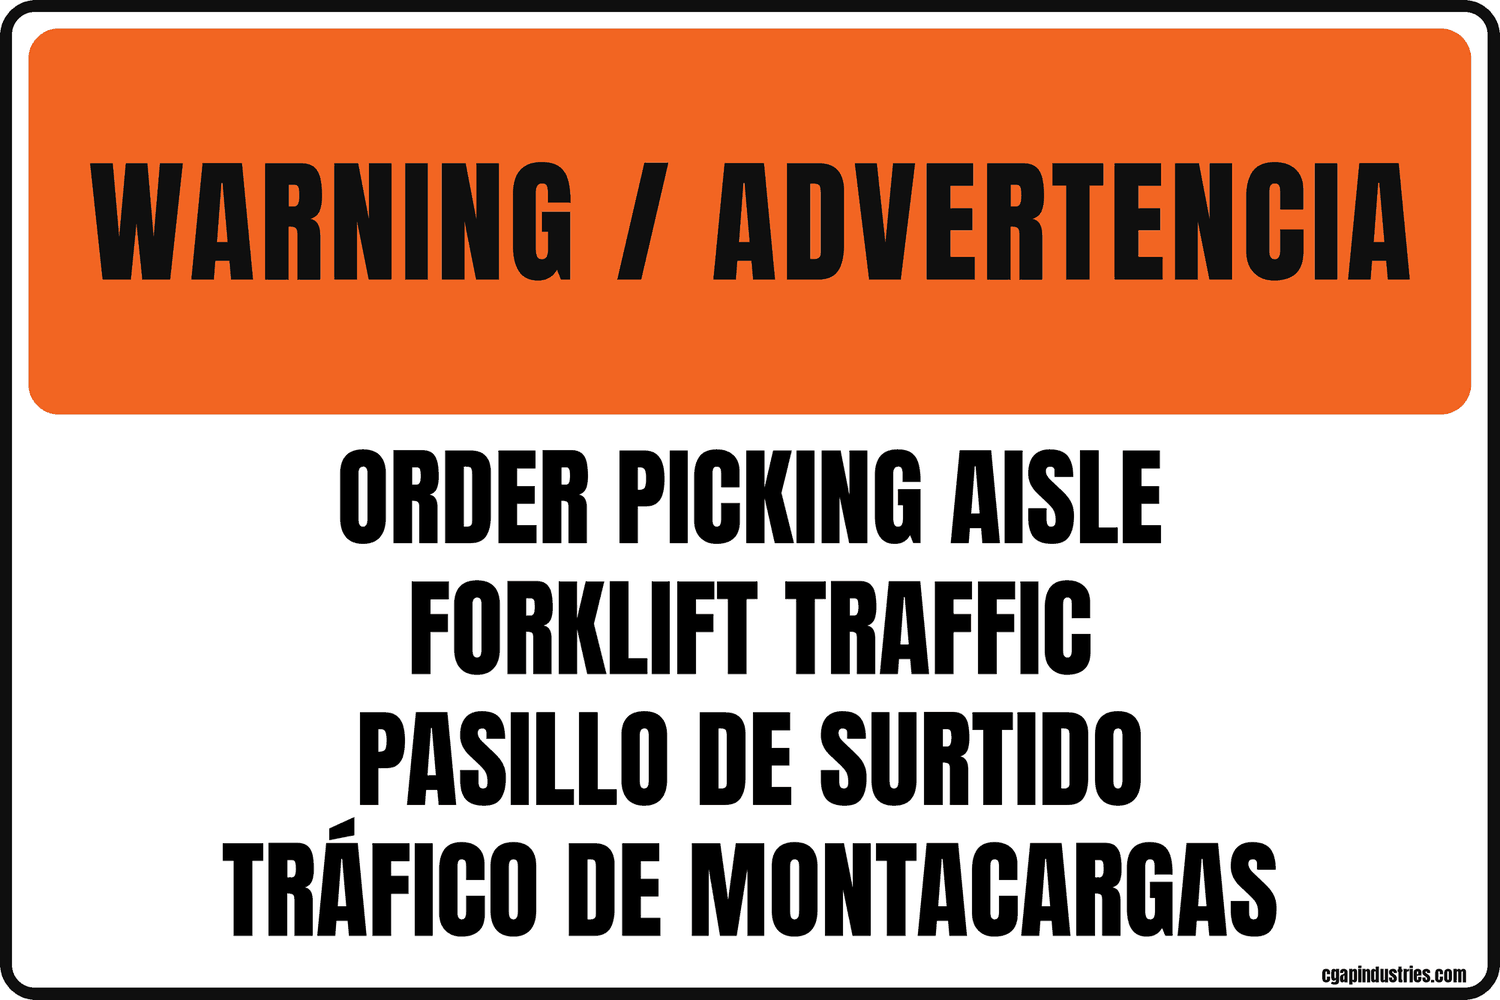 WARNING / ADVERTENCIA
ORDER PICKING AISLE
FORKLIFT TRAFFIC
PASILLO DE SURTIDO
TRÁFICO DE MONTACARGAS
cgapindustries.com